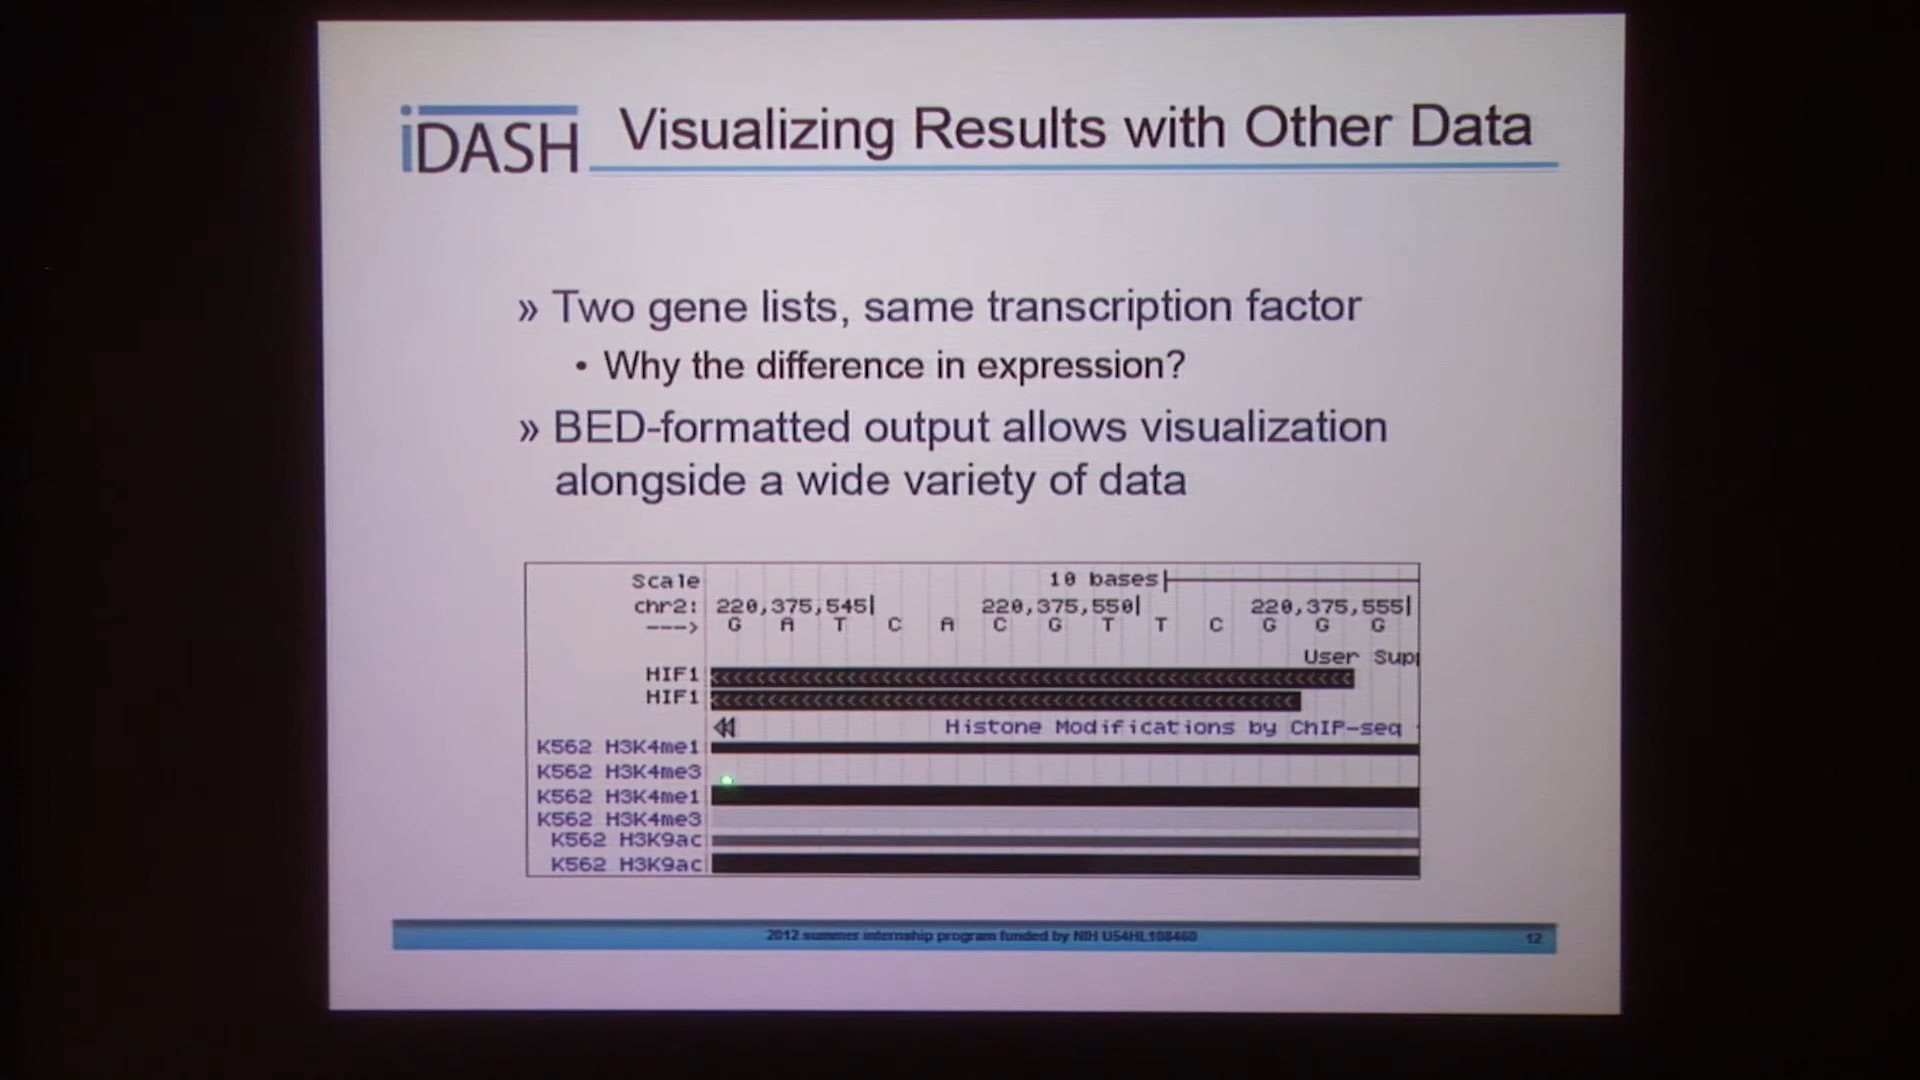 iDASH
Visualizing Results with Other Data
» Two gene lists, same transcription factor
• Why the difference in expression?
» BED-formatted output allows visualization
alongside a wide variety of data
Scale 10 bases
chr2: 220,375,545| 220,375,550| 220,375,555|
---> G A T C A C G T T C G G G
User Sup
HIF1
HIF1
Histone Modifications by ChIP-seq
K562 H3K4me1
K562 H3K4me3
K562 H3K4me1
K562 H3K4me3
K562 H3K9ac
K562 H3K9ac
2012 summer internship program funded by NIH U54HL108460 12